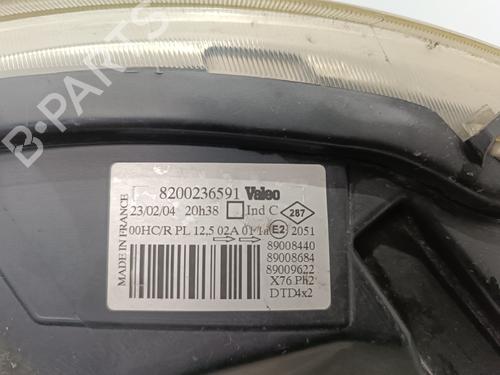 B-PARTS
8200236591 Valeo
23/02/04 20h38 Ind C 287
00HC/R PL 12,5 02A 01 E2 2051
89008440
89008684
89009622
X76 Ph2
DTD4x2
MADE IN FRANCE